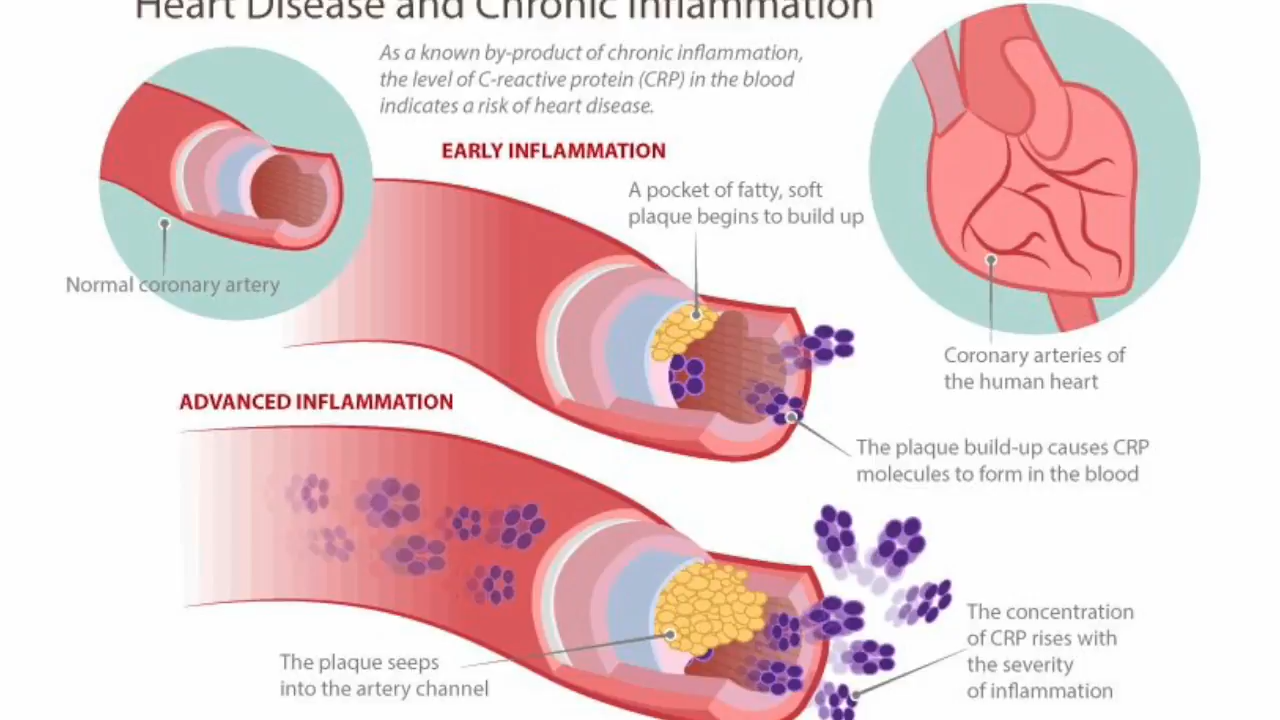 Heart Disease and Chronic Inflammation
As a known by-product of chronic inflammation,
the level of C-reactive protein (CRP) in the blood
indicates a risk of heart disease.
EARLY INFLAMMATION
A pocket of fatty, soft
plaque begins to build up
Normal coronary artery
Coronary arteries of
the human heart
ADVANCED INFLAMMATION
The plaque build-up causes CRP
molecules to form in the blood
The concentration
of CRP rises with
the severity
of inflammation
The plaque seeps
into the artery channel